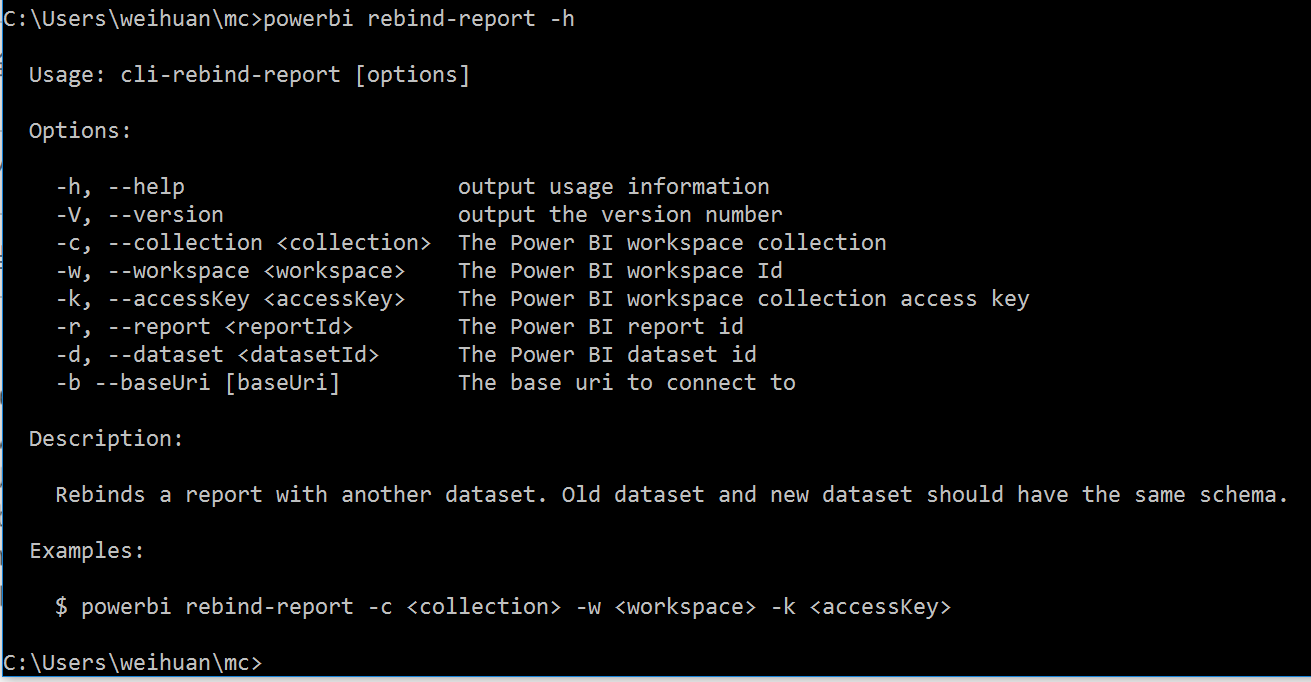 C:\Users\weihuan\mc>powerbi rebind-report -h
Usage: cli-rebind-report [options]
Options:
-h, --help output usage information
-V, --version output the version number
-c, --collection <collection> The Power BI workspace collection
-w, --workspace <workspace> The Power BI workspace Id
-k, --accessKey <accessKey> The Power BI workspace collection access key
-r, --report <reportId> The Power BI report id
-d, --dataset <datasetId> The Power BI dataset id
-b --baseUri [baseUri] The base uri to connect to
Description:
Rebinds a report with another dataset. Old dataset and new dataset should have the same schema.
Examples:
$ powerbi rebind-report -c <collection> -w <workspace> -k <accessKey>
C:\Users\weihuan\mc>